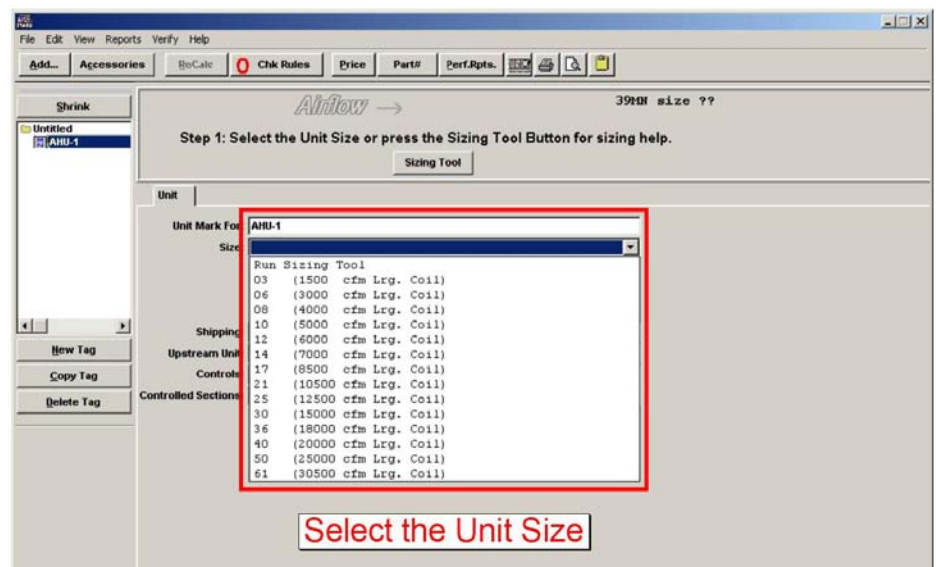 File Edit View Reports Verify Help
Add... Accessories ReCalc Chk Rules Price Part# Perf.Rpts.
Shrink
Untitled
AHU-1
Airflow →
39MN size ??
Step 1: Select the Unit Size or press the Sizing Tool Button for sizing help.
Sizing Tool
Unit
Unit Mark For AHU-1
Size
Run Sizing Tool
03 (1500 cfm Lrg. Coil)
06 (3000 cfm Lrg. Coil)
08 (4000 cfm Lrg. Coil)
10 (5000 cfm Lrg. Coil)
12 (6000 cfm Lrg. Coil)
14 (7000 cfm Lrg. Coil)
17 (8500 cfm Lrg. Coil)
21 (10500 cfm Lrg. Coil)
25 (12500 cfm Lrg. Coil)
30 (15000 cfm Lrg. Coil)
36 (18000 cfm Lrg. Coil)
40 (20000 cfm Lrg. Coil)
50 (25000 cfm Lrg. Coil)
61 (30500 cfm Lrg. Coil)
Shipping
Upstream Unit
Controls
Controlled Sections
New Tag
Copy Tag
Delete Tag
Select the Unit Size